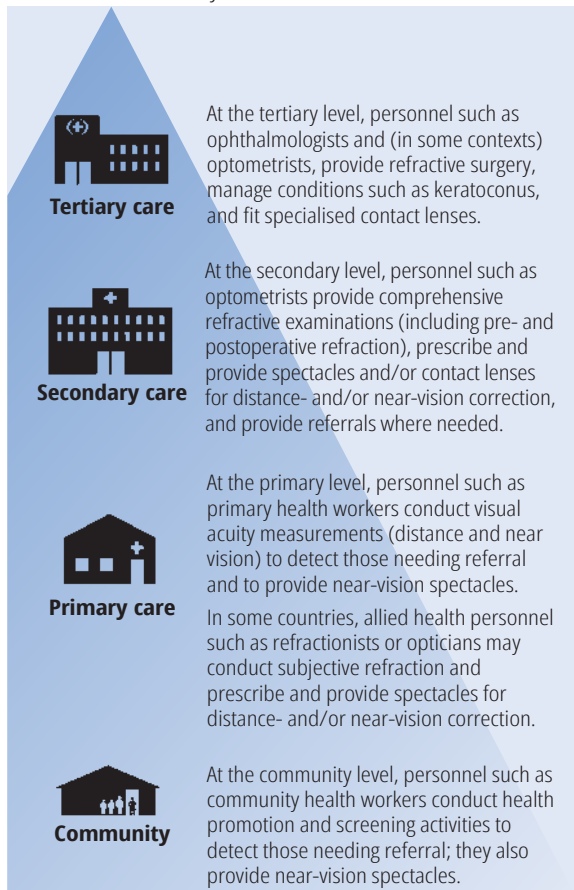 At the tertiary level, personnel such as
ophthalmologists and (in some contexts)
optometrists, provide refractive surgery,
manage conditions such as keratoconus,
and fit specialised contact lenses.
Tertiary care
At the secondary level, personnel such as
optometrists provide comprehensive
refractive examinations (including pre- and
postoperative refraction), prescribe and
provide spectacles and/or contact lenses
for distance- and/or near-vision correction,
and provide referrals where needed.
Secondary care
At the primary level, personnel such as
primary health workers conduct visual
acuity measurements (distance and near
vision) to detect those needing referral
and to provide near-vision spectacles.
Primary care
In some countries, allied health personnel
such as refractionists or opticians may
conduct subjective refraction and
prescribe and provide spectacles for
distance- and/or near-vision correction.
At the community level, personnel such as
community health workers conduct health
promotion and screening activities to
detect those needing referral; they also
provide near-vision spectacles.
Community